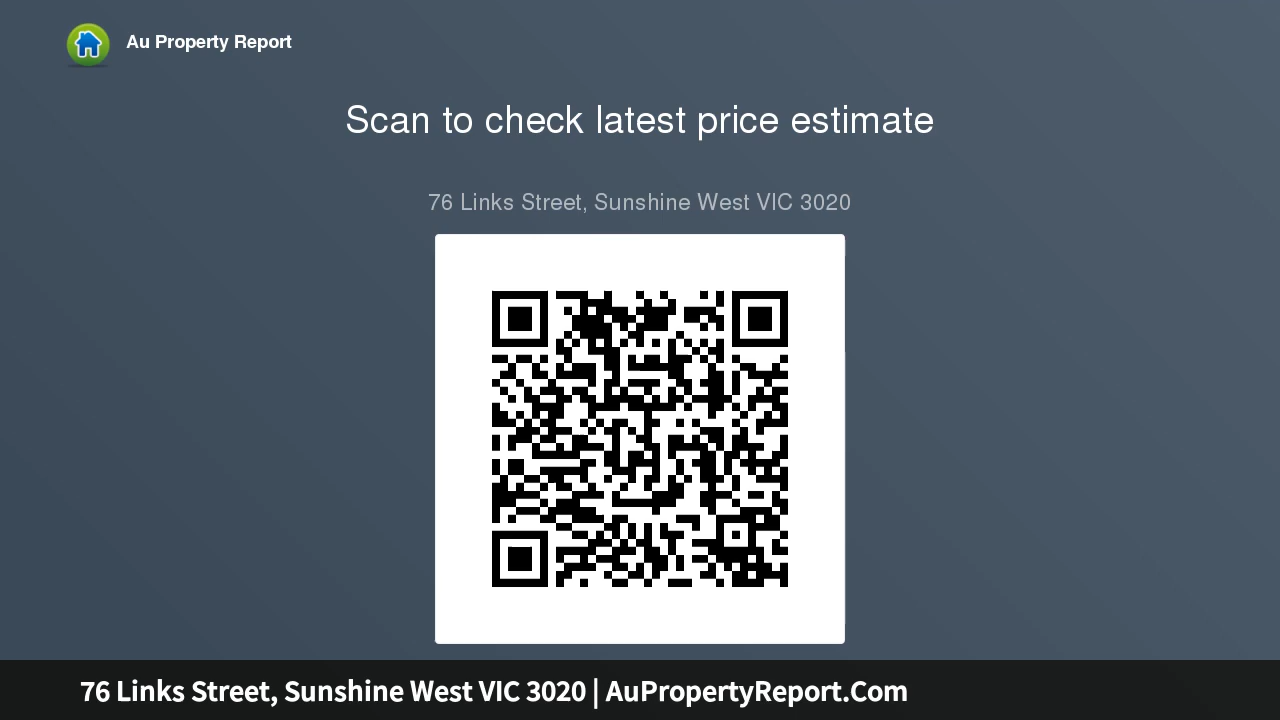 Au Property Report
Scan to check latest price estimate
76 Links Street, Sunshine West VIC 3020
76 Links Street, Sunshine West VIC 3020 | AuPropertyReport.Com